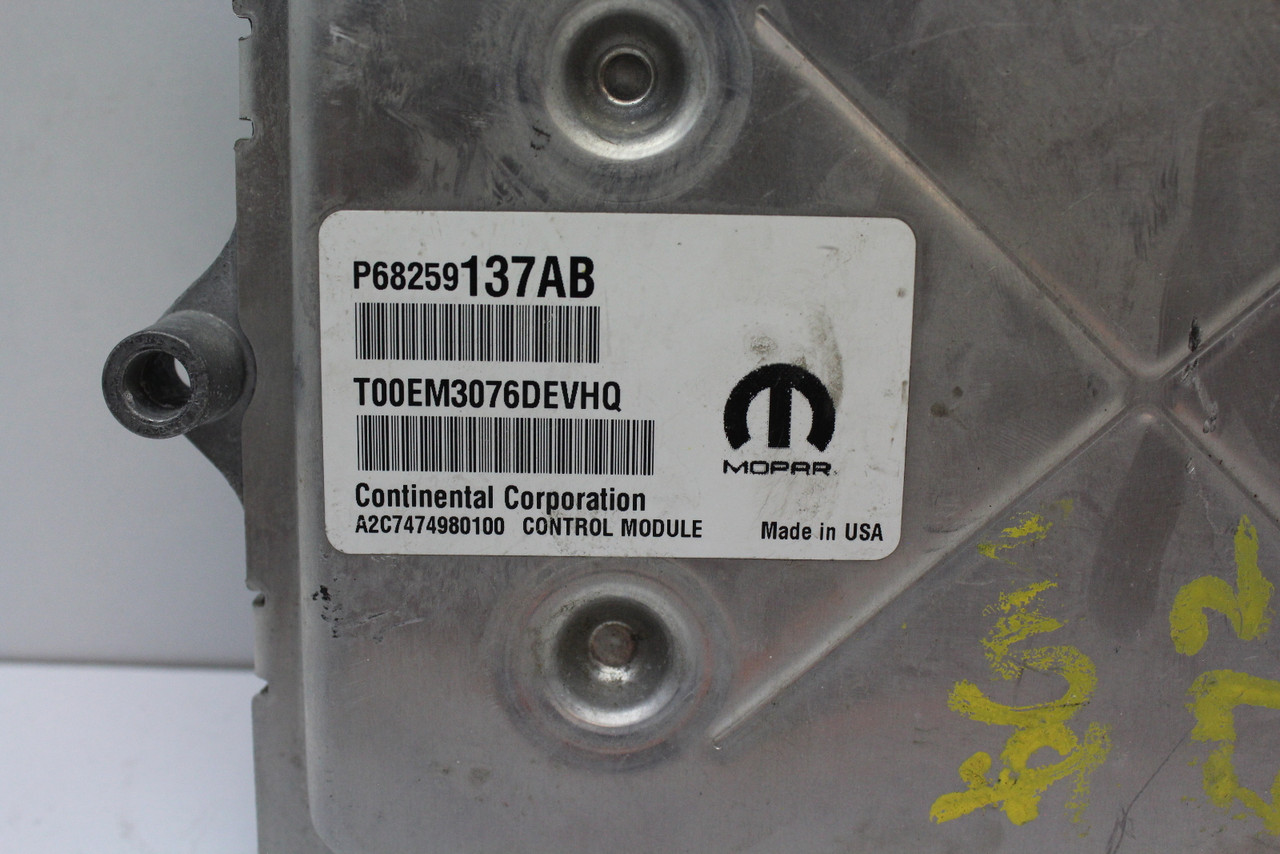 P68259137AB
T00EM3076DEVHQ
MOPAR
Continental Corporation
A2C7474980100 CONTROL MODULE Made in USA